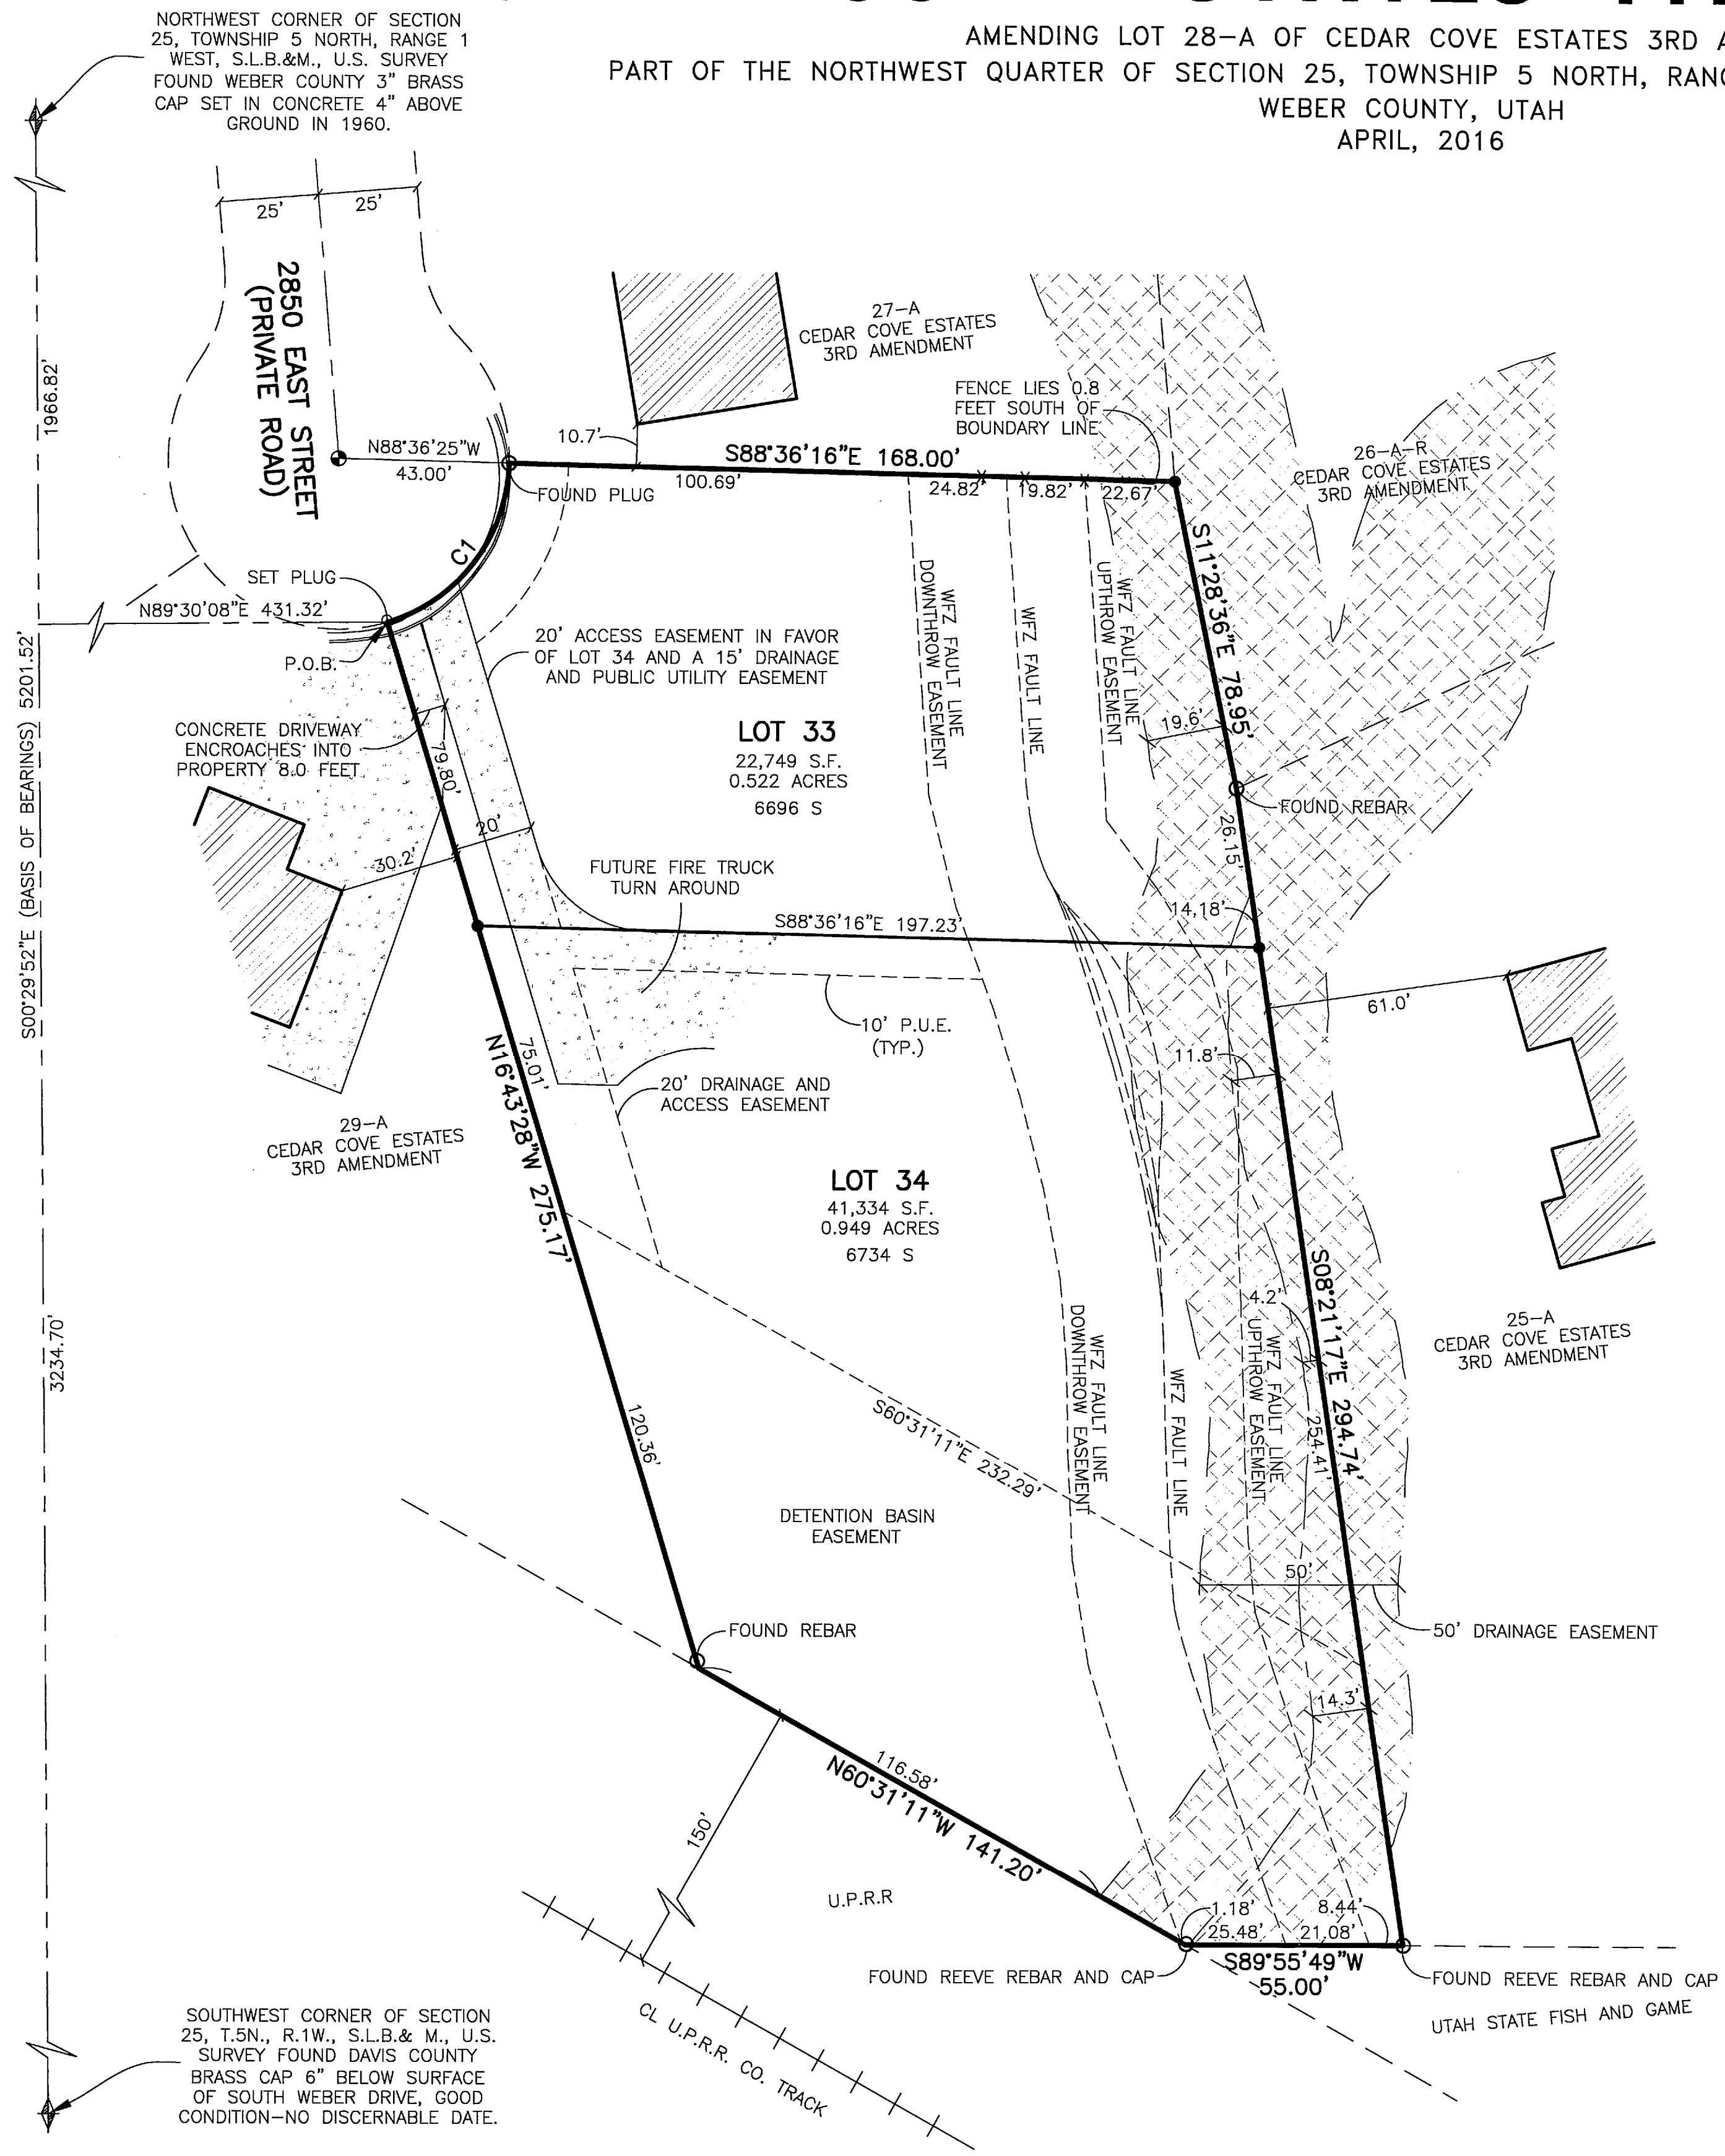 AMENDING LOT 28-A OF CEDAR COVE ESTATES 3RD
PART OF THE NORTHWEST QUARTER OF SECTION 25, TOWNSHIP 5 NORTH,
WEBER COUNTY, UTAH
APRIL, 2016
NORTHWEST CORNER OF SECTION
25, TOWNSHIP 5 NORTH, RANGE 1
WEST, S.L.B.&M., U.S. SURVEY
FOUND WEBER COUNTY 3" BRASS
CAP SET IN CONCRETE 4" ABOVE
GROUND IN 1960.
25'
25'
2850 EAST STREET
(PRIVATE ROAD)
1966.82'
27-A
CEDAR COVE ESTATES
3RD AMENDMENT
FENCE LIES 0.8
FEET SOUTH OF
BOUNDARY LINE
10.7'
N88°36'25"W
43.00'
S88°36'16"E 168.00'
100.69'
24.82'
19.82'
22.67'
FOUND PLUG
26-A-R
CEDAR COVE ESTATES
3RD AMENDMENT
C1
SET PLUG
N89°30'08"E 431.32'
P.O.B.
S11°28'36"E 78.95'
WFZ FAULT LINE
DOWNTHROW EASEMENT
WFZ FAULT LINE
WFZ FAULT LINE
UPTHROW EASEMENT
20' ACCESS EASEMENT IN FAVOR
OF LOT 34 AND A 15' DRAINAGE
AND PUBLIC UTILITY EASEMENT
S00°29'52"E (BASIS OF BEARINGS) 5201.52'
CONCRETE DRIVEWAY
ENCROACHES INTO
PROPERTY 8.0 FEET
79.80'
LOT 33
22,749 S.F.
0.522 ACRES
6696 S
19.6'
FOUND REBAR
26.15'
20'
30.2'
FUTURE FIRE TRUCK
TURN AROUND
14.18'
S88°36'16"E 197.23'
61.0'
10' P.U.E.
(TYP.)
11.8'
75.01'
N16°43'28"W 275.17'
20' DRAINAGE AND
ACCESS EASEMENT
29-A
CEDAR COVE ESTATES
3RD AMENDMENT
LOT 34
41,334 S.F.
0.949 ACRES
6734 S
S08°21'17"E 294.74'
4.2'
254.41'
25-A
CEDAR COVE ESTATES
3RD AMENDMENT
3234.70'
WFZ FAULT LINE
DOWNTHROW EASEMENT
WFZ FAULT LINE
WFZ FAULT LINE
UPTHROW EASEMENT
120.36'
S60°31'11"E 232.29'
DETENTION BASIN
EASEMENT
50'
50' DRAINAGE EASEMENT
FOUND REBAR
14.3'
116.58'
N60°31'11"W 141.20'
150'
U.P.R.R
1.18'
8.44'
25.48'
21.08'
S89°55'49"W
55.00'
FOUND REEVE REBAR AND CAP
FOUND REEVE REBAR AND CAP
UTAH STATE FISH AND GAME
CL U.P.R.R. CO. TRACK
SOUTHWEST CORNER OF SECTION
25, T.5N., R.1W., S.L.B.& M., U.S.
SURVEY FOUND DAVIS COUNTY
BRASS CAP 6" BELOW SURFACE
OF SOUTH WEBER DRIVE, GOOD
CONDITION-NO DISCERNABLE DATE.